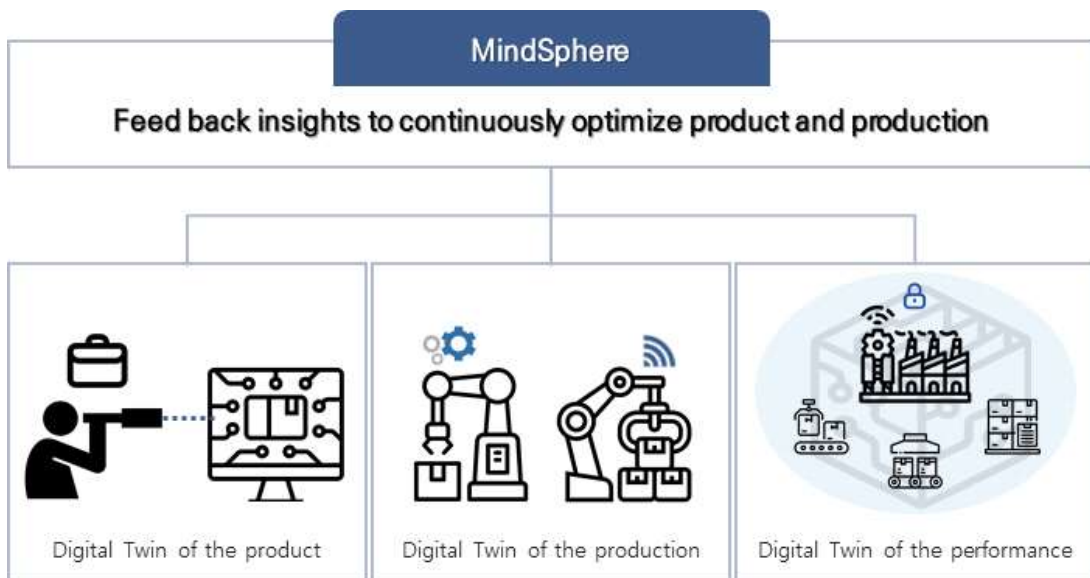 MindSphere
Feed back insights to continuously optimize product and production
Digital Twin of the product
Digital Twin of the production
Digital Twin of the performance